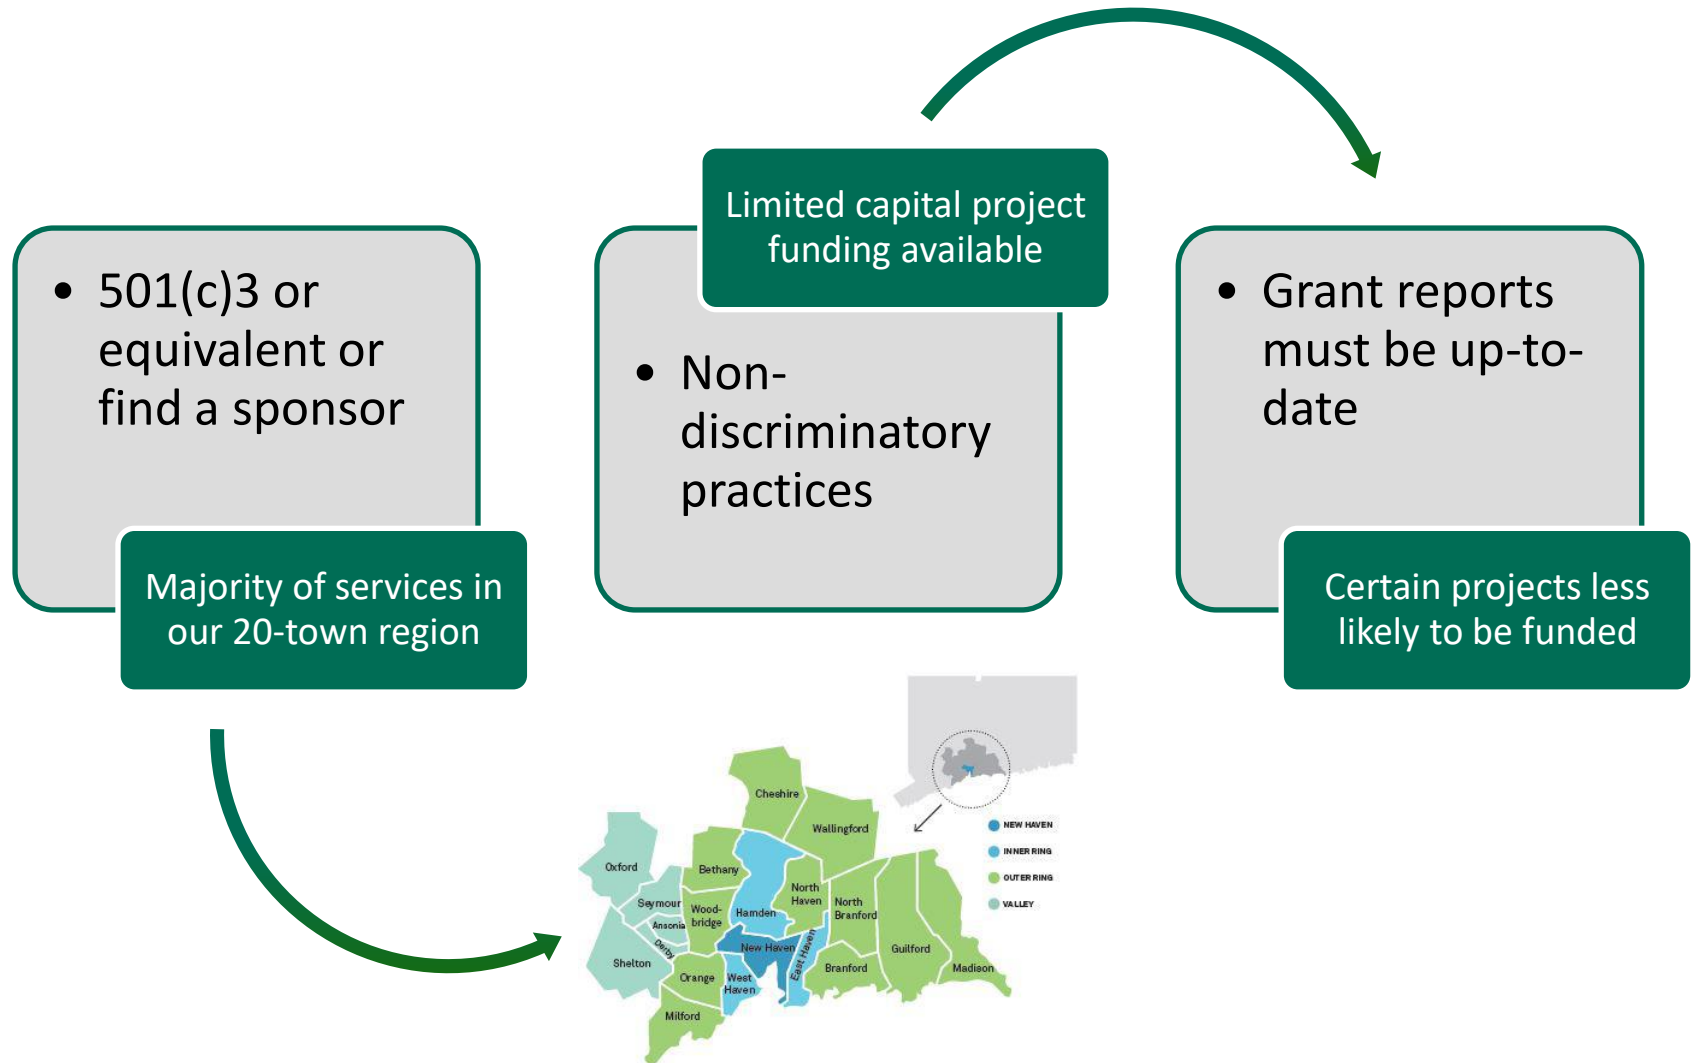 • 501(c)3 or
equivalent or
find a sponsor
Majority of services in
our 20-town region
Limited capital project
funding available
• Non-
discriminatory
practices
• Grant reports
must be up-to-
date
Certain projects less
likely to be funded
Cheshire
Wallingford
Oxford
Bethany
Seymour
Wood-
bridge
Hamden
North
Haven
North
Branford
Ansonia
Derby
New Haven
East Haven
Guilford
Shelton
Orange
West
Haven
Branford
Madison
Milford
NEW HAVEN
INNER RING
OUTER RING
VALLEY